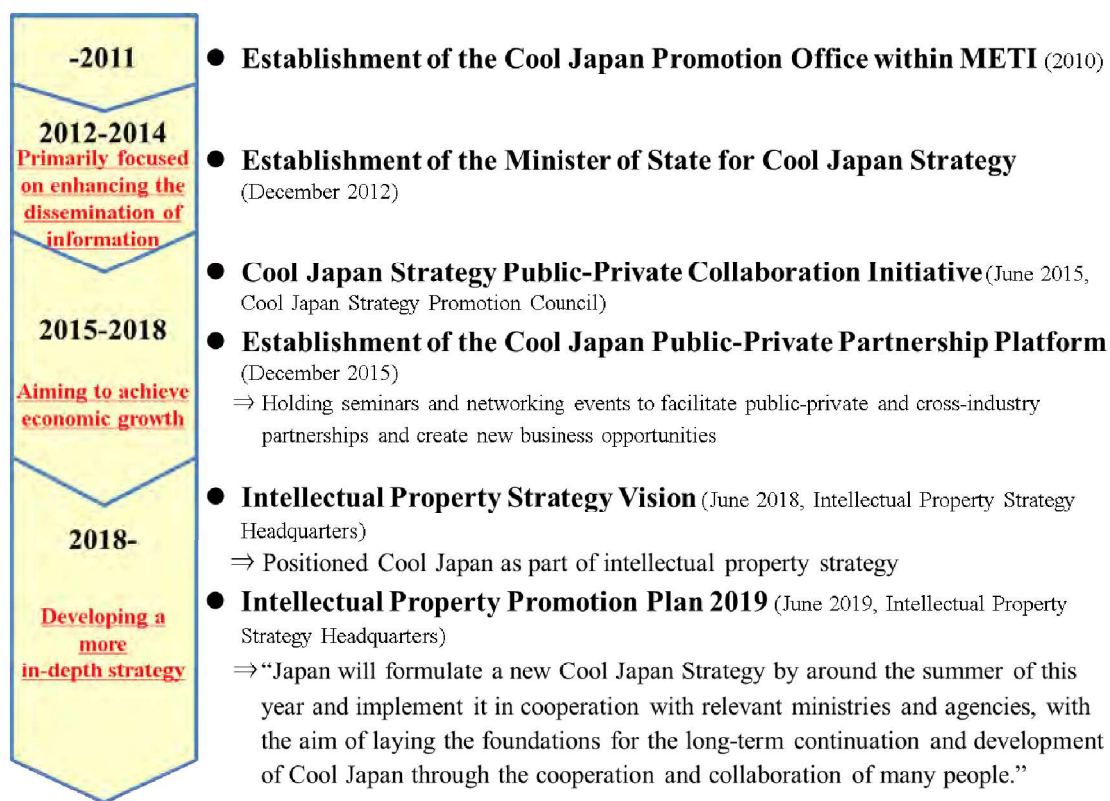 -2011
● Establishment of the Cool Japan Promotion Office within METI (2010)
2012-2014
Primarily focused
on enhancing the
dissemination of
information
● Establishment of the Minister of State for Cool Japan Strategy
(December 2012)
2015-2018
Aiming to achieve
economic growth
● Cool Japan Strategy Public-Private Collaboration Initiative (June 2015,
Cool Japan Strategy Promotion Council)
● Establishment of the Cool Japan Public-Private Partnership Platform
(December 2015)
⇒ Holding seminars and networking events to facilitate public-private and cross-industry
partnerships and create new business opportunities
2018-
Developing a
more
in-depth strategy
● Intellectual Property Strategy Vision (June 2018, Intellectual Property Strategy
Headquarters)
⇒ Positioned Cool Japan as part of intellectual property strategy
● Intellectual Property Promotion Plan 2019 (June 2019, Intellectual Property
Strategy Headquarters)
⇒ “Japan will formulate a new Cool Japan Strategy by around the summer of this
year and implement it in cooperation with relevant ministries and agencies, with
the aim of laying the foundations for the long-term continuation and development
of Cool Japan through the cooperation and collaboration of many people.”